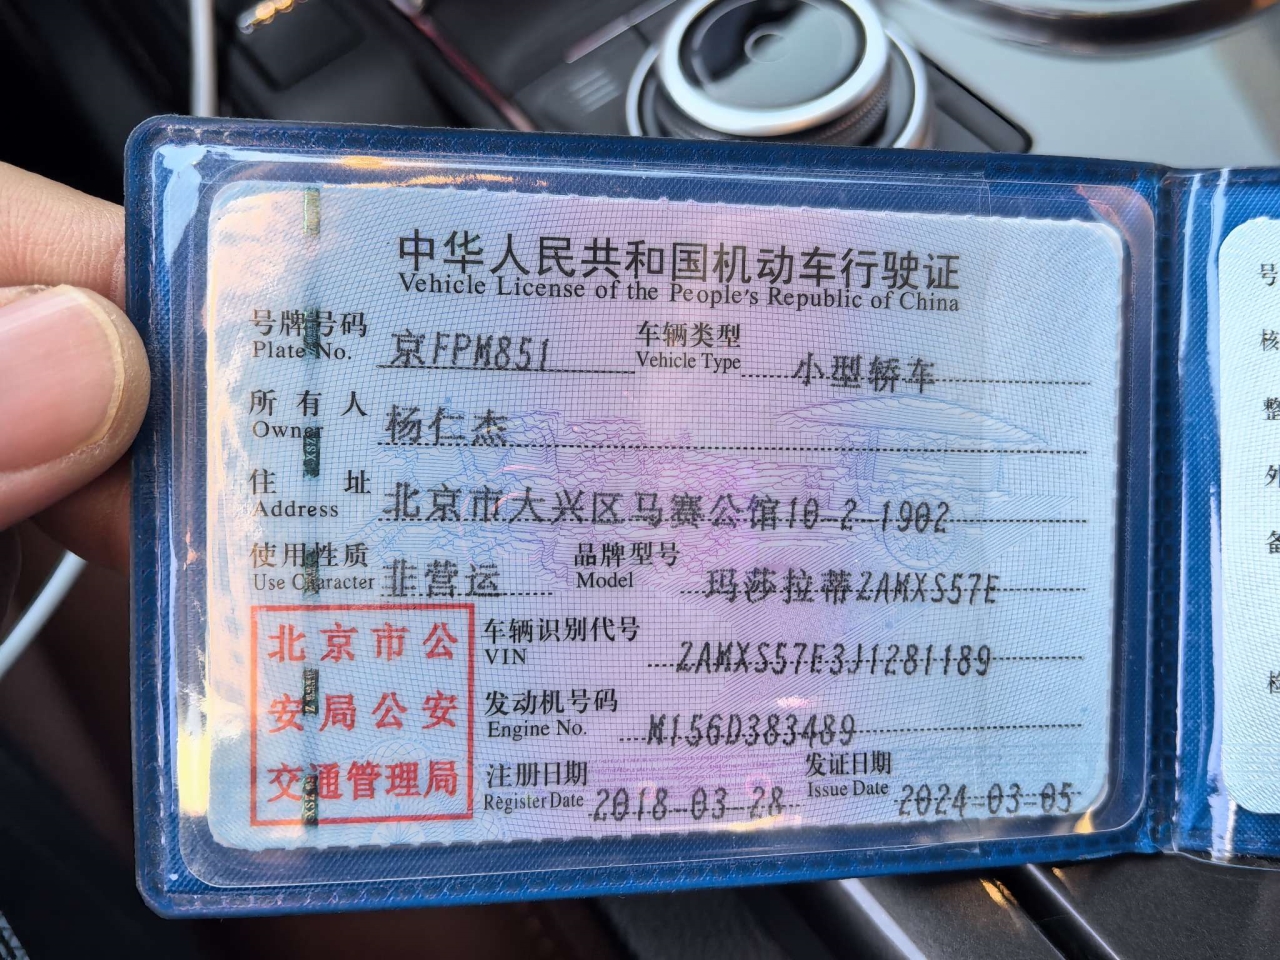 中华人民共和国机动车行驶证
Vehicle License of the People's Republic of China
号牌号码 京FPM851 车辆类型 小型轿车
Plate No. Vehicle Type
所有人 杨仁杰
Owner
住址 北京市大兴区马赛公馆10-2-1902
Address
使用性质 非营运 品牌型号 玛莎拉蒂ZAMXS57E
Use Character Model
北京市公
安局公安
交通管理局
车辆识别代号 ZAMXS57E3J1281189
VIN
发动机号码 M156D383489
Engine No.
注册日期 2018-03-28 发证日期 2024-03-05
Register Date Issue Date
号
核
整
外
备
检